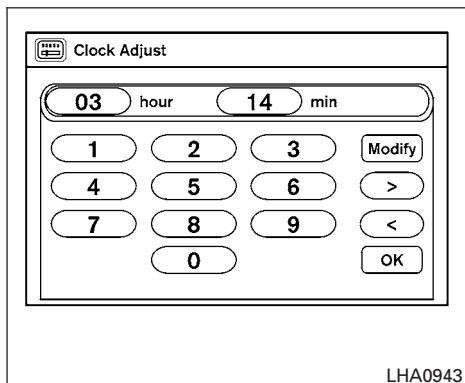 Clock Adjust
03 hour 14 min
1 2 3 Modify
4 5 6 >
7 8 9 <
0 OK
LHA0943